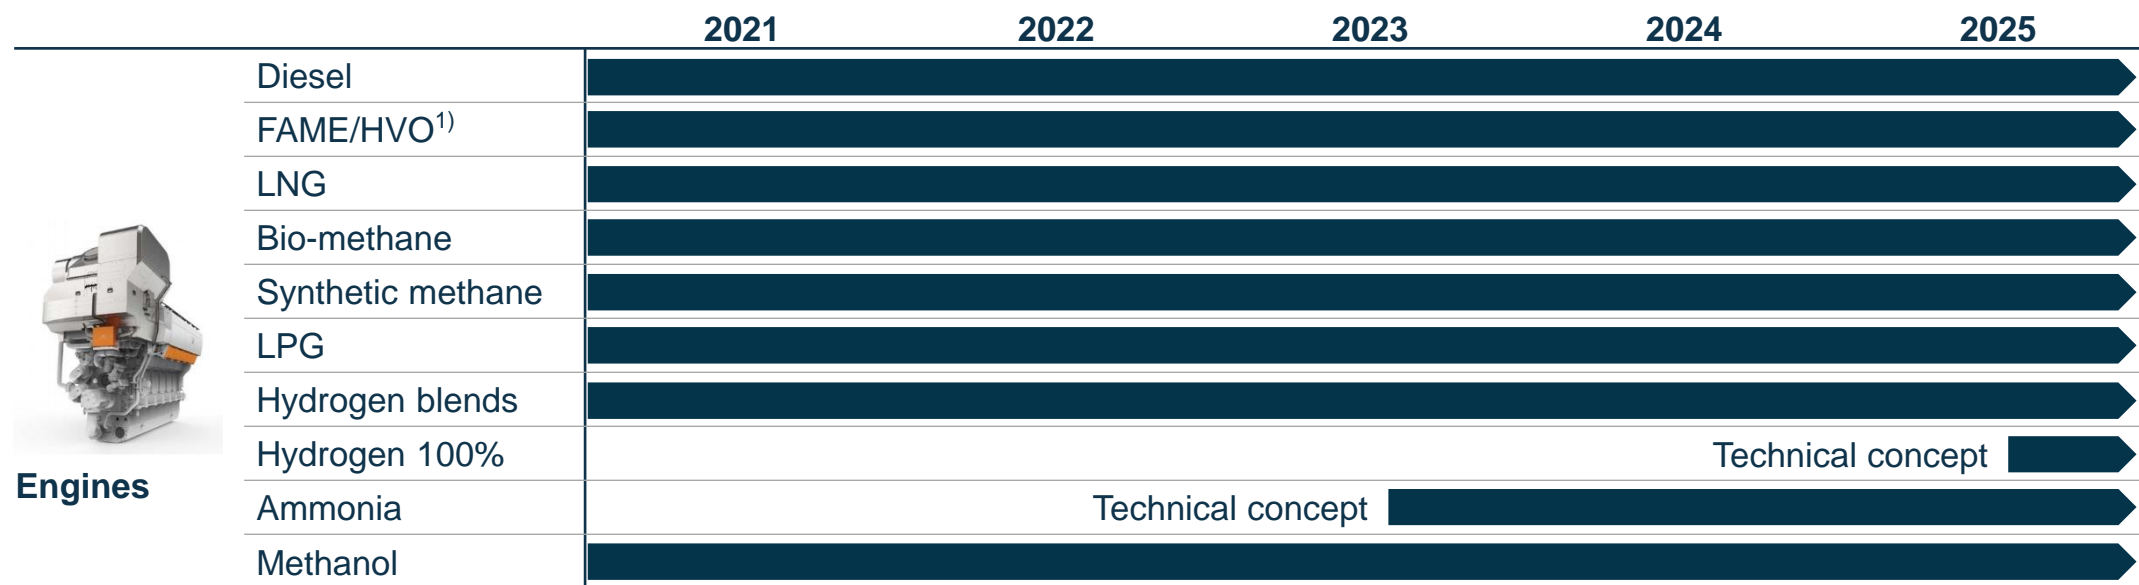 2021 2022 2023 2024 2025
Diesel
FAME/HVO1)
LNG
Bio-methane
Synthetic methane
LPG
Hydrogen blends
Hydrogen 100% Technical concept
Engines
Ammonia Technical concept
Methanol